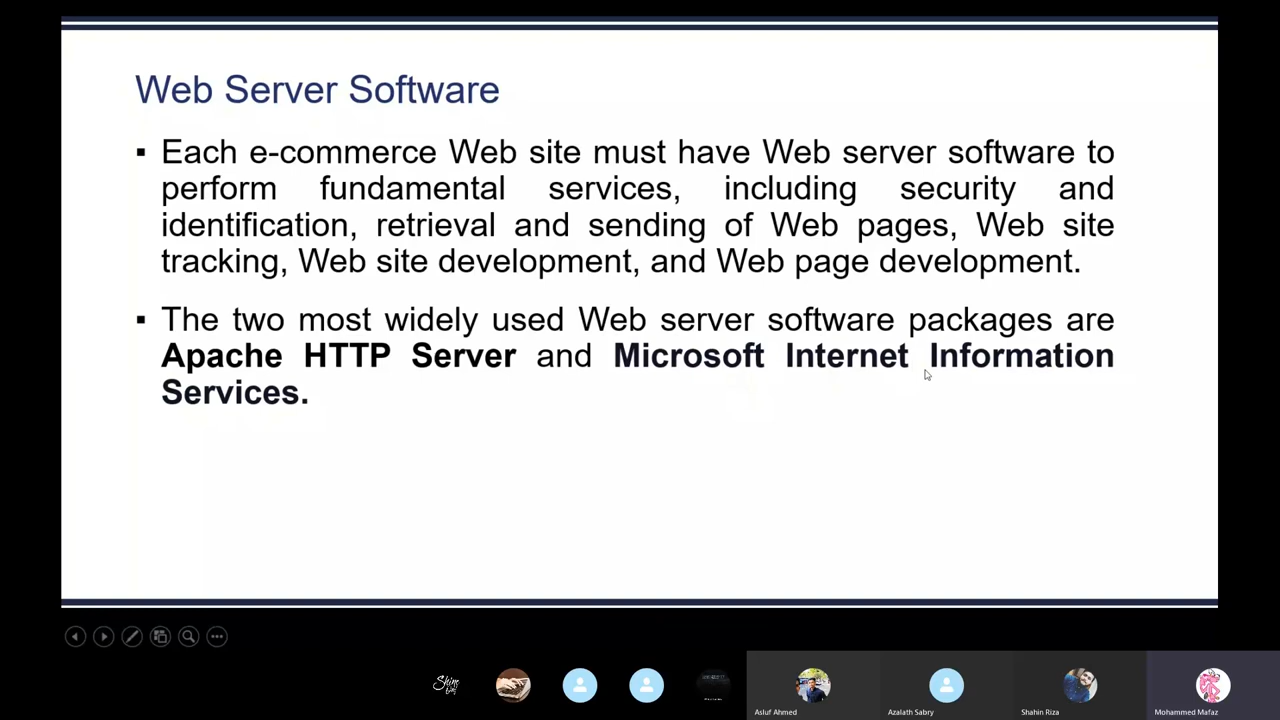 Web Server Software
▪ Each e-commerce Web site must have Web server software to
perform fundamental services, including security and
identification, retrieval and sending of Web pages, Web site
tracking, Web site development, and Web page development.
▪ The two most widely used Web server software packages are
Apache HTTP Server and Microsoft Internet Information
Services.
Asluf Ahmed
Azalath Sabry
Shahin Riza
Mohammed Mafaz